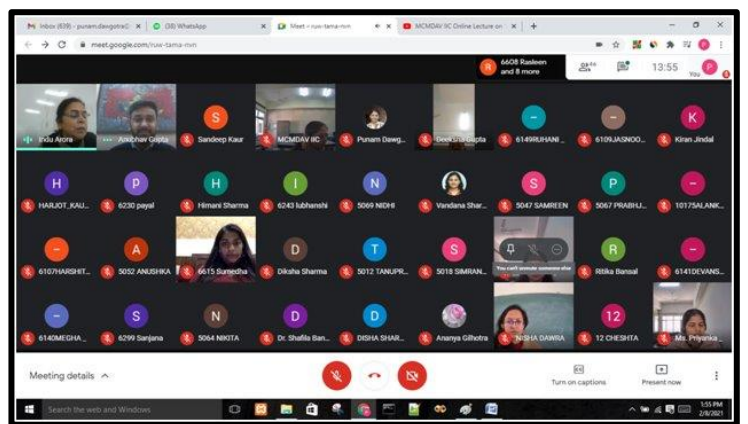 Inbox (639) - punam.dawgotra@
(38) WhatsApp
Meet - ruw-tama-mvn
MCMDAV IIC Online Lecture on
meet.google.com/ruw-tama-mvn
R 6608 Rasleen
and 8 more
13:55
You
Indu Arora
Anubhav Gupta
S Sandeep Kaur
MCMDAV IIC
Punam Dawg...
Deeksha Gupta
6149RUHANI_
6109JASNOO...
K Kiran Jindal
H HARJOT_KAU...
P 6230 payal
H Himani Sharma
I 6243 lubhanshi
N 5069 NIDHI
Vandana Shar...
S 5047 SAMREEN
P 5067 PRABHJ...
10175ALANK...
6107HARSHIT...
A 5052 ANUSHKA
6615 Sumedha
D Diksha Sharma
T 5012 TANUPR...
S 5018 SIMRAN...
You can't unmute someone else
R Ritika Bansal
6141DEVANS...
6140MEGHA_
S 6299 Sanjana
N 5064 NIKITA
D Dr. Shafila Ban...
D DISHA SHAR...
Ananya Gilhotra
NISHA DAWRA
12 12 CHESHTA
Ms. Priyanka_
Meeting details
Turn on captions
Present now
Search the web and Windows
1:55 PM
2/8/2021